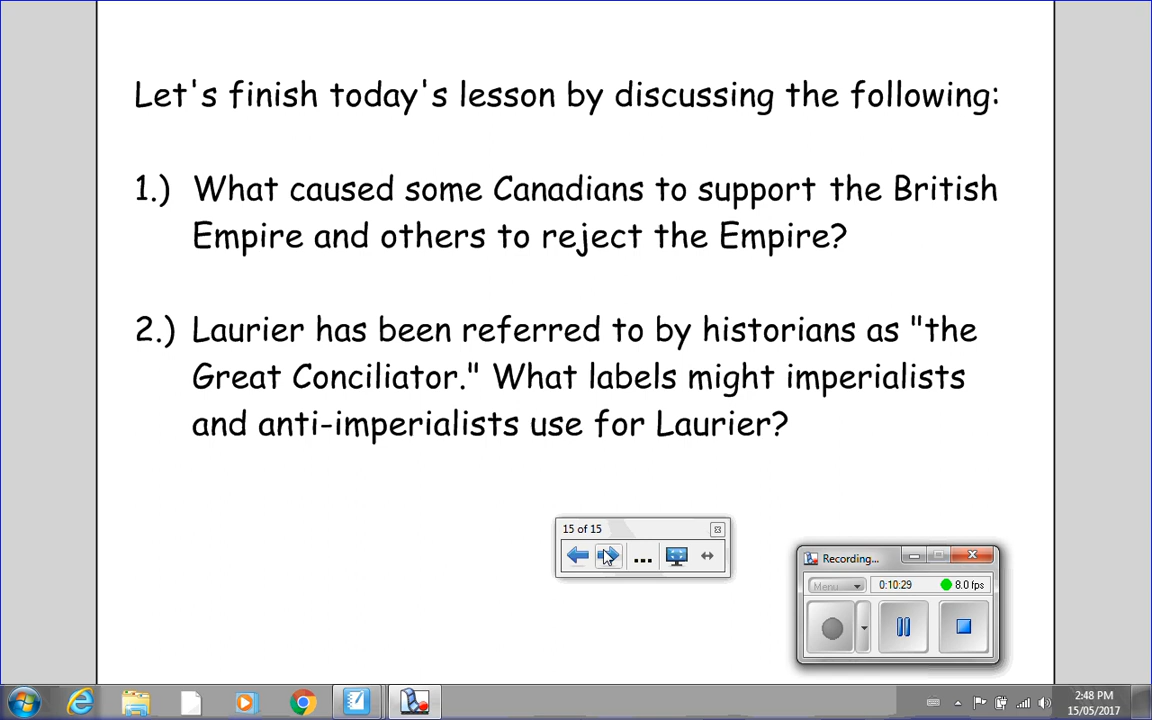 Let's finish today's lesson by discussing the following:
1.) What caused some Canadians to support the British
Empire and others to reject the Empire?
2.) Laurier has been referred to by historians as "the
Great Conciliator." What labels might imperialists
and anti-imperialists use for Laurier?
15 of 15
...
Recording...
Menu
0:10:29
8.0 fps
2:48 PM
15/05/2017